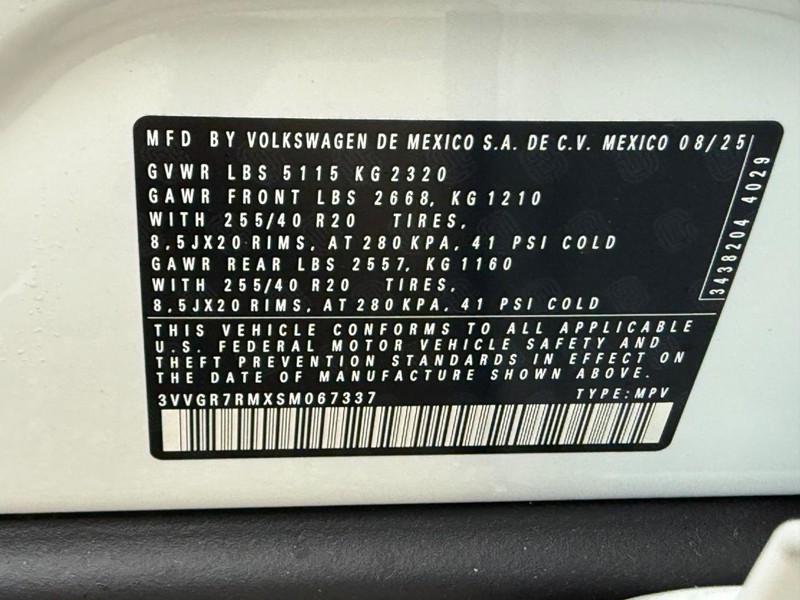 MFD BY VOLKSWAGEN DE MEXICO S.A. DE C.V. MEXICO 08/25
GVWR LBS 5115 KG 2320
GAWR FRONT LBS 2668, KG 1210
WITH 255/40 R20 TIRES,
8,5JX20 RIMS, AT 280 KPA, 41 PSI COLD
GAWR REAR LBS 2557, KG 1160
WITH 255/40 R20 TIRES,
8,5JX20 RIMS, AT 280 KPA, 41 PSI COLD
3438204 4029
THIS VEHICLE CONFORMS TO ALL APPLICABLE
U.S. FEDERAL MOTOR VEHICLE SAFETY AND
THEFT PREVENTION STANDARDS IN EFFECT ON
THE DATE OF MANUFACTURE SHOWN ABOVE.
3VVGR7RMXSM067337 TYPE:MPV